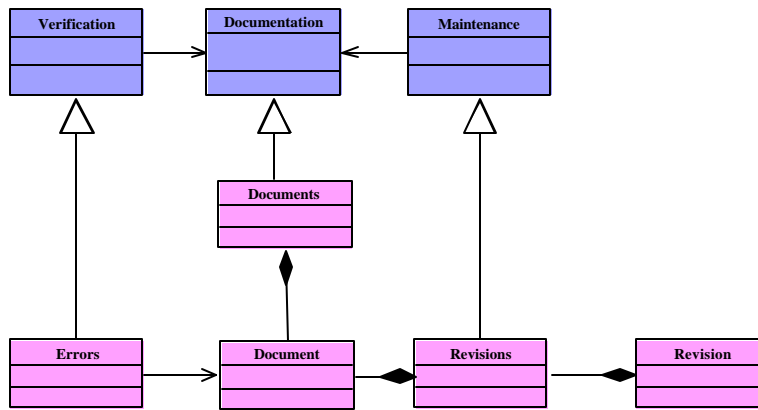 Verification
Documentation
Maintenance
Documents
Errors
Document
Revisions
Revision